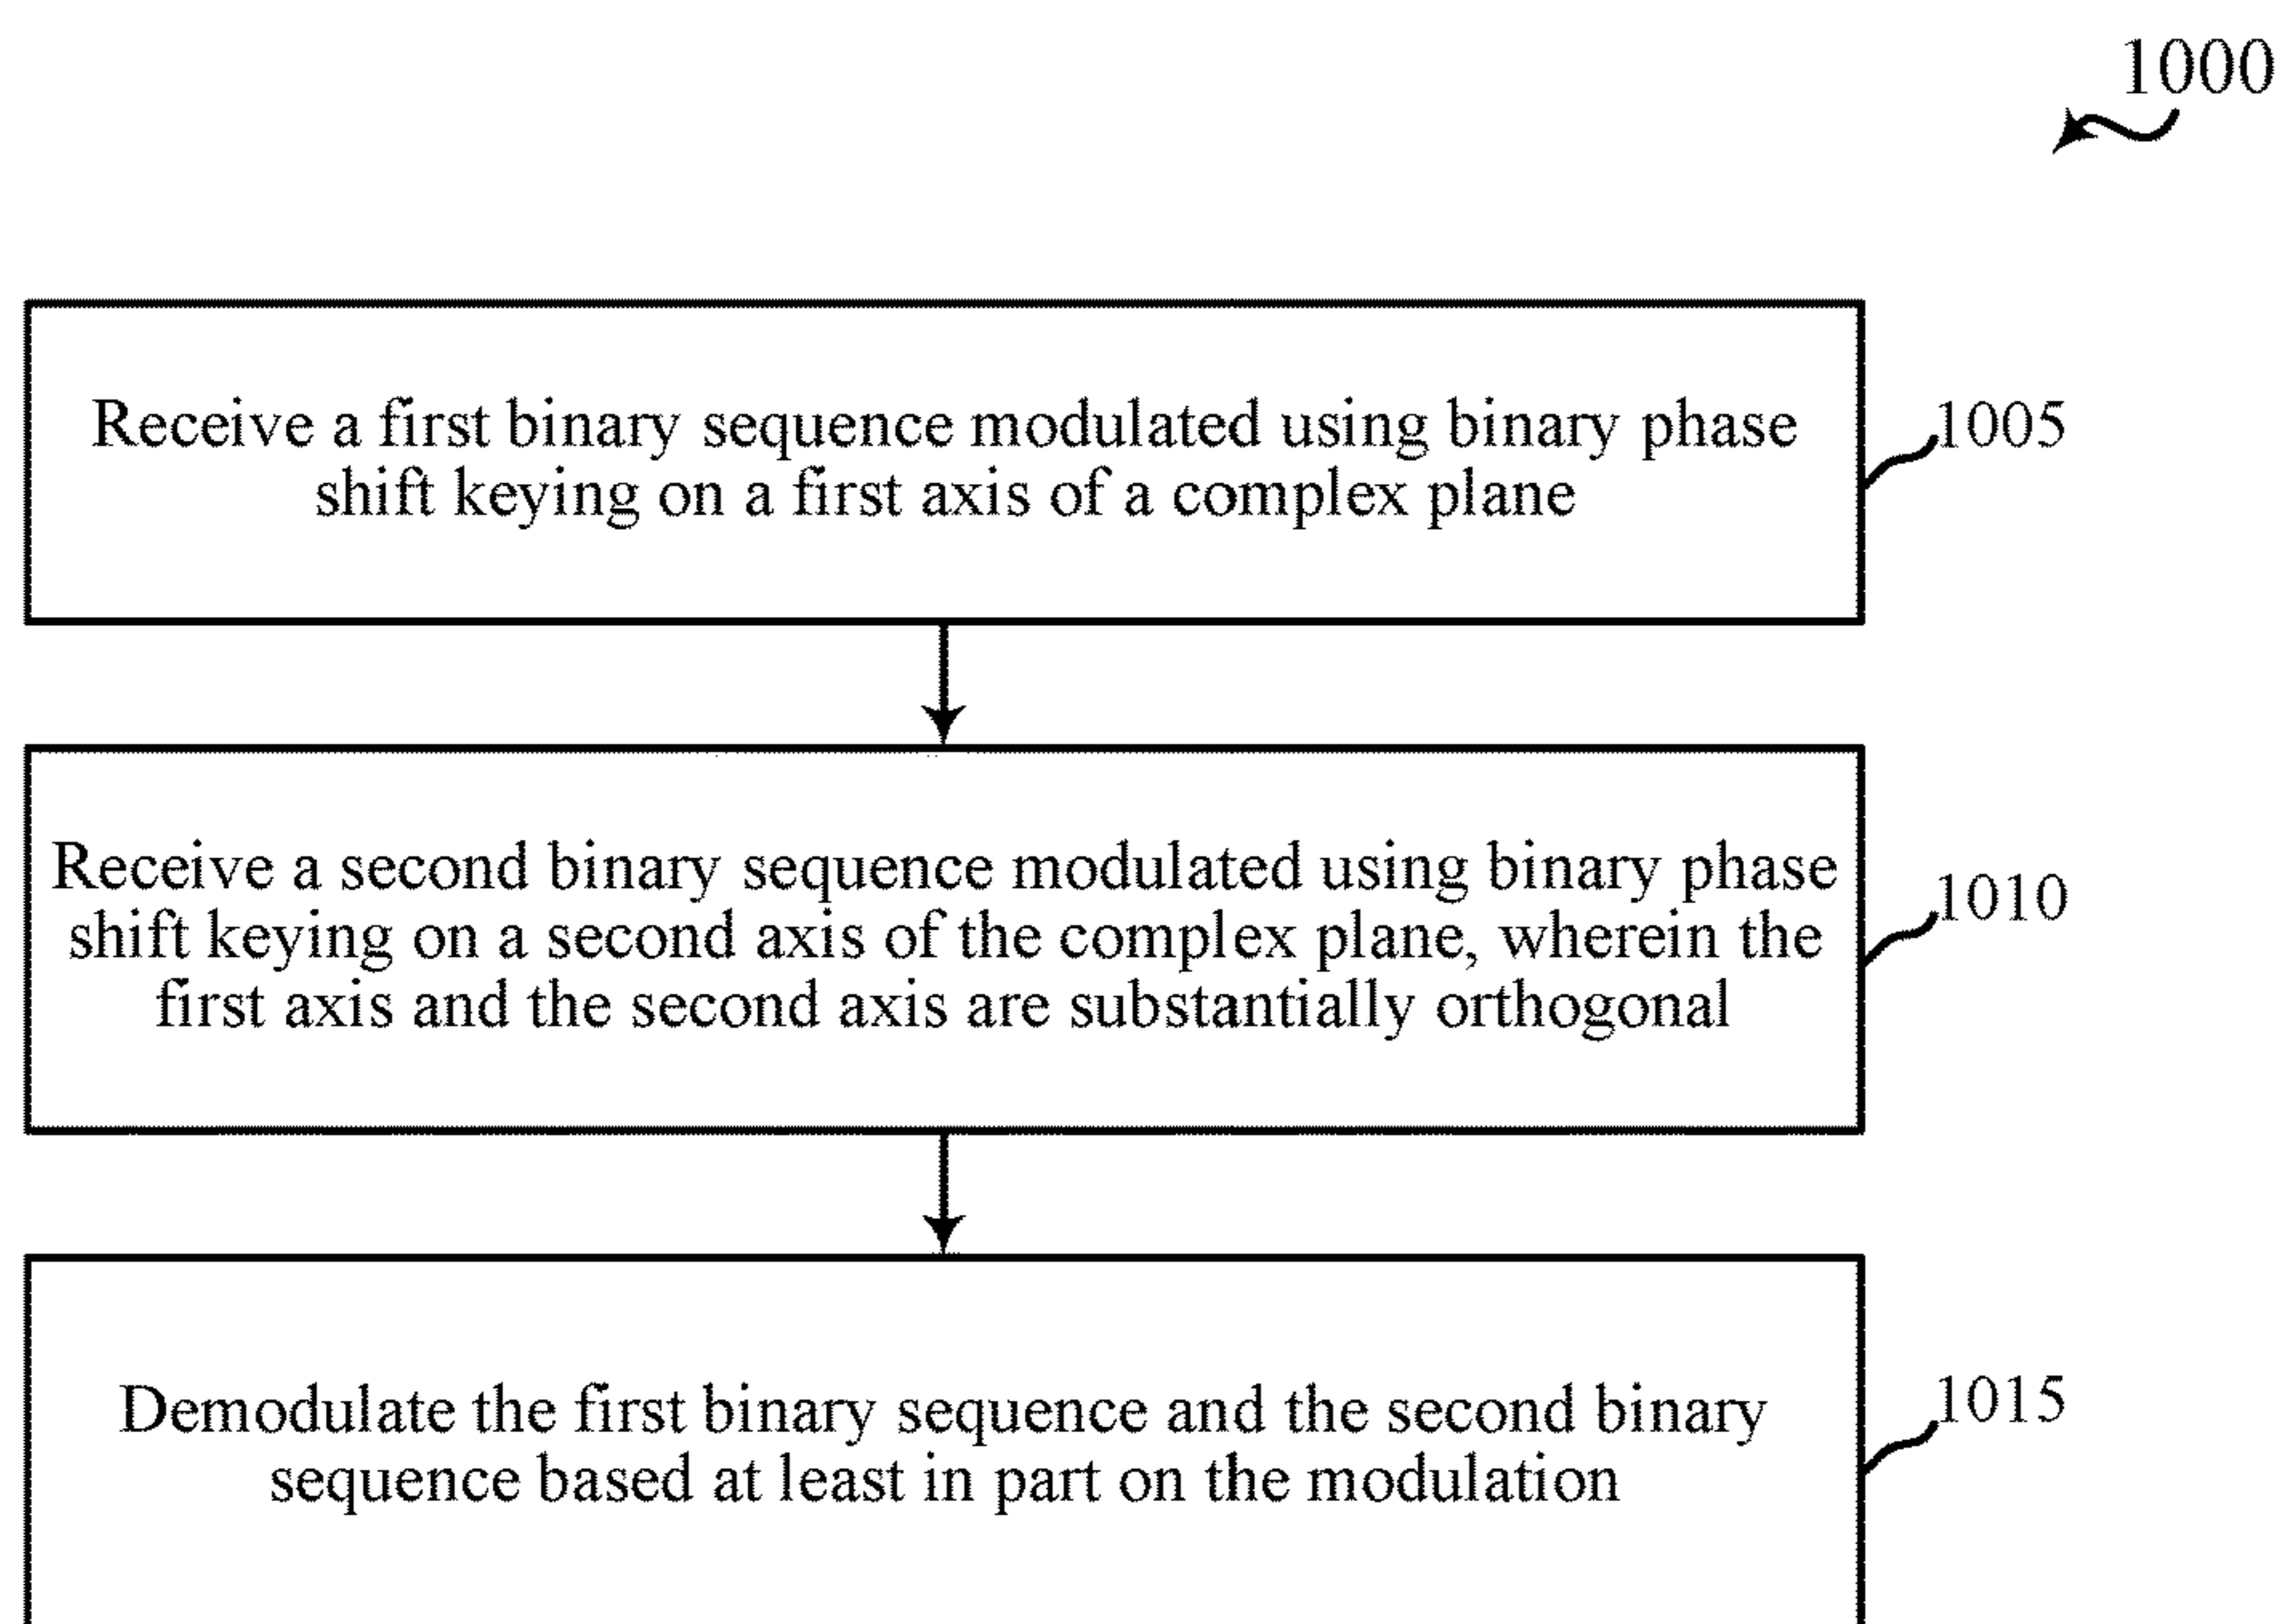 1000
Receive a first binary sequence modulated using binary phase
shift keying on a first axis of a complex plane
1005
Receive a second binary sequence modulated using binary phase
shift keying on a second axis of the complex plane, wherein the
first axis and the second axis are substantially orthogonal
1010
Demodulate the first binary sequence and the second binary
sequence based at least in part on the modulation
1015